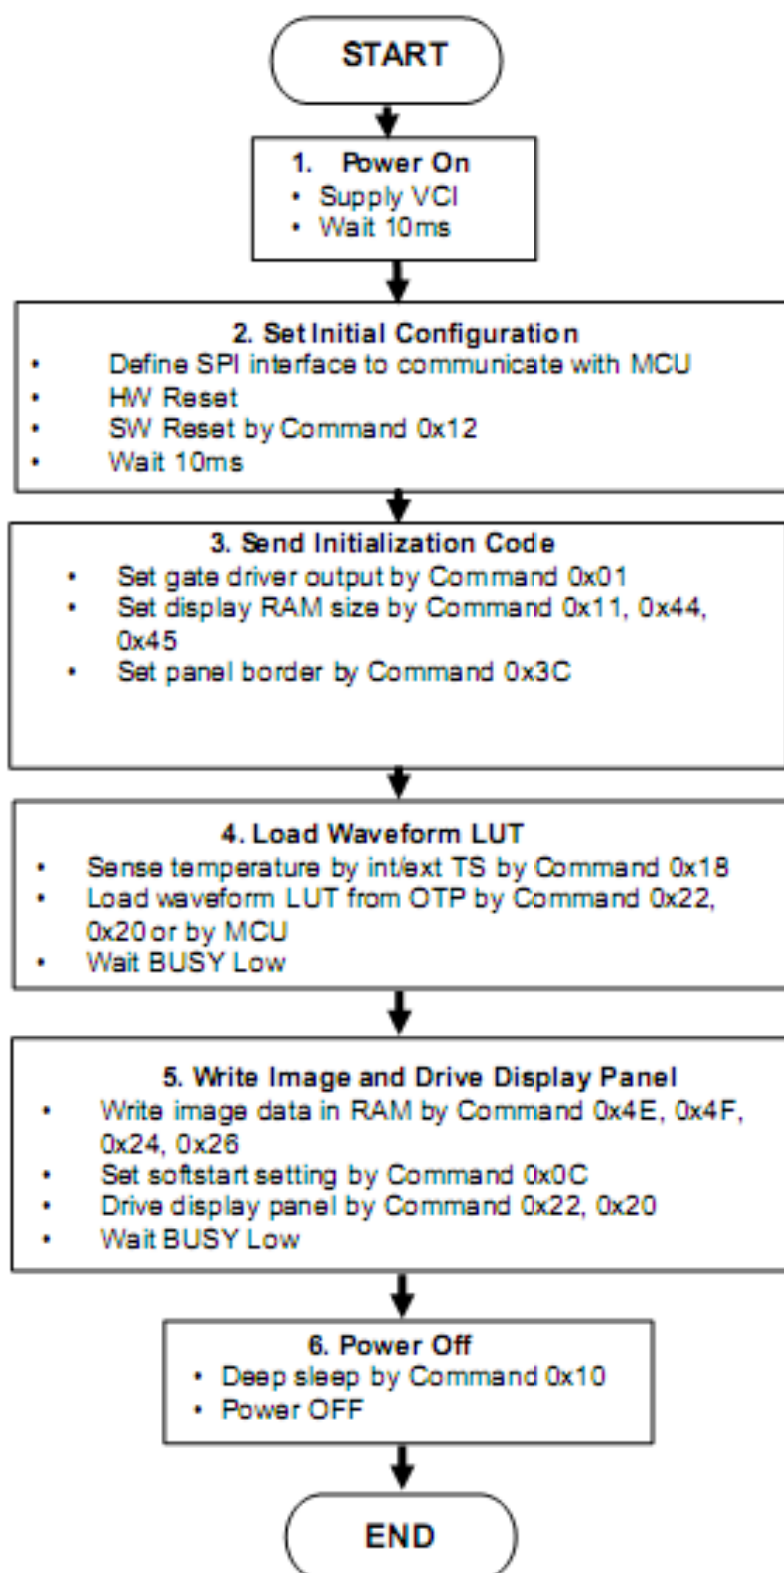 START
1. Power On
• Supply VCI
• Wait 10ms
2. Set Initial Configuration
• Define SPI interface to communicate with MCU
• HW Reset
• SW Reset by Command 0x12
• Wait 10ms
3. Send Initialization Code
• Set gate driver output by Command 0x01
• Set display RAM size by Command 0x11, 0x44,
0x45
• Set panel border by Command 0x3C
4. Load Waveform LUT
• Sense temperature by int/ext TS by Command 0x18
• Load waveform LUT from OTP by Command 0x22,
0x20 or by MCU
• Wait BUSY Low
5. Write Image and Drive Display Panel
• Write image data in RAM by Command 0x4E, 0x4F,
0x24, 0x26
• Set softstart setting by Command 0x0C
• Drive display panel by Command 0x22, 0x20
• Wait BUSY Low
6. Power Off
• Deep sleep by Command 0x10
• Power OFF
END